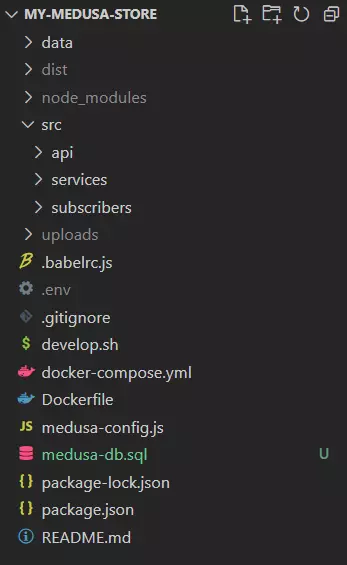 MY-MEDUSA-STORE
data
dist
node_modules
src
api
services
subscribers
uploads
.babelrc.js
.env
.gitignore
$ develop.sh
docker-compose.yml
Dockerfile
JS medusa-config.js
medusa-db.sql U
{} package-lock.json
{} package.json
README.md